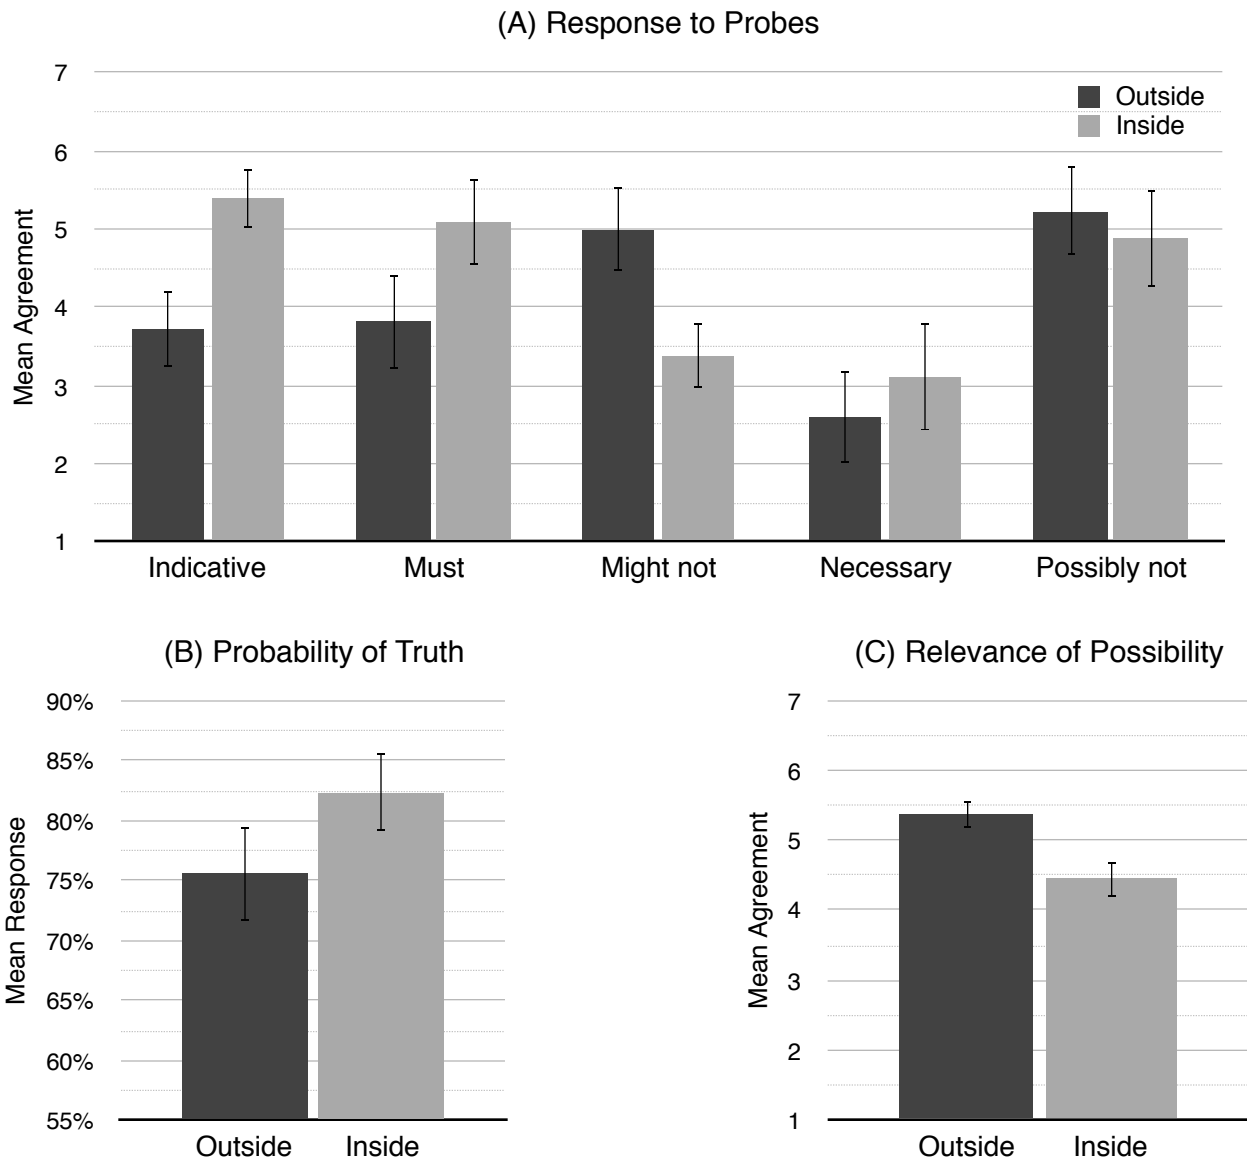 (A) Response to Probes
7
6
5
4
3
2
1
Mean Agreement
Outside
Inside
Indicative
Must
Might not
Necessary
Possibly not
(B) Probability of Truth
90%
85%
80%
75%
70%
65%
60%
55%
Mean Response
Outside
Inside
(C) Relevance of Possibility
7
6
5
4
3
2
1
Mean Agreement
Outside
Inside